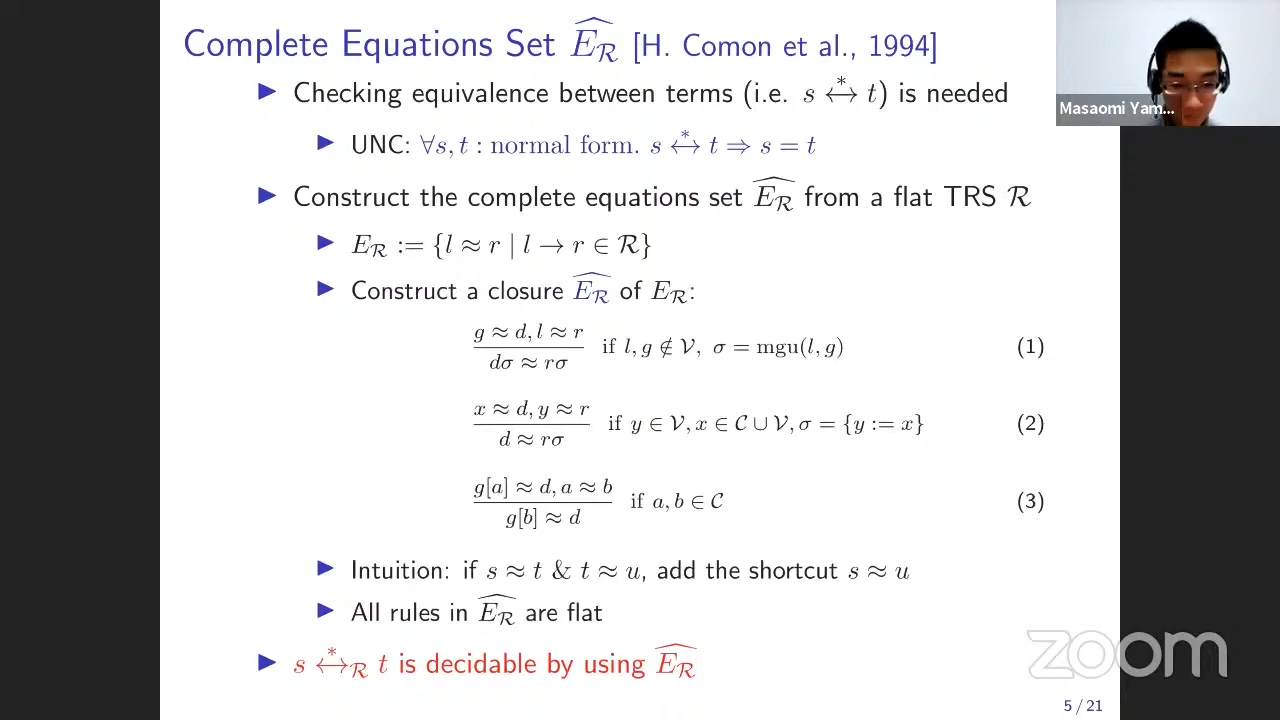 Complete Equations Set $\widehat{E_{\mathcal{R}}}$ [H. Comon et al., 1994]
Masaomi Yam...
▶ Checking equivalence between terms (i.e. $s \overset{*}{\leftrightarrow} t$) is needed
▶ UNC: $\forall s, t : \text{normal form}.\ s \overset{*}{\leftrightarrow} t \Rightarrow s = t$
▶ Construct the complete equations set $\widehat{E_{\mathcal{R}}}$ from a flat TRS $\mathcal{R}$
▶ $E_{\mathcal{R}} := \{l \approx r \mid l \to r \in \mathcal{R}\}$
▶ Construct a closure $\widehat{E_{\mathcal{R}}}$ of $E_{\mathcal{R}}$:
$\frac{g \approx d, l \approx r}{d\sigma \approx r\sigma}$ if $l, g \notin \mathcal{V},\ \sigma = \text{mgu}(l, g)$ (1)
$\frac{x \approx d, y \approx r}{d \approx r\sigma}$ if $y \in \mathcal{V}, x \in \mathcal{C} \cup \mathcal{V}, \sigma = \{y := x\}$ (2)
$\frac{g[a] \approx d, a \approx b}{g[b] \approx d}$ if $a, b \in \mathcal{C}$ (3)
▶ Intuition: if $s \approx t$ & $t \approx u$, add the shortcut $s \approx u$
▶ All rules in $\widehat{E_{\mathcal{R}}}$ are flat
▶ $s \overset{*}{\leftrightarrow}_{\mathcal{R}} t$ is decidable by using $\widehat{E_{\mathcal{R}}}$
zoom
5 / 21